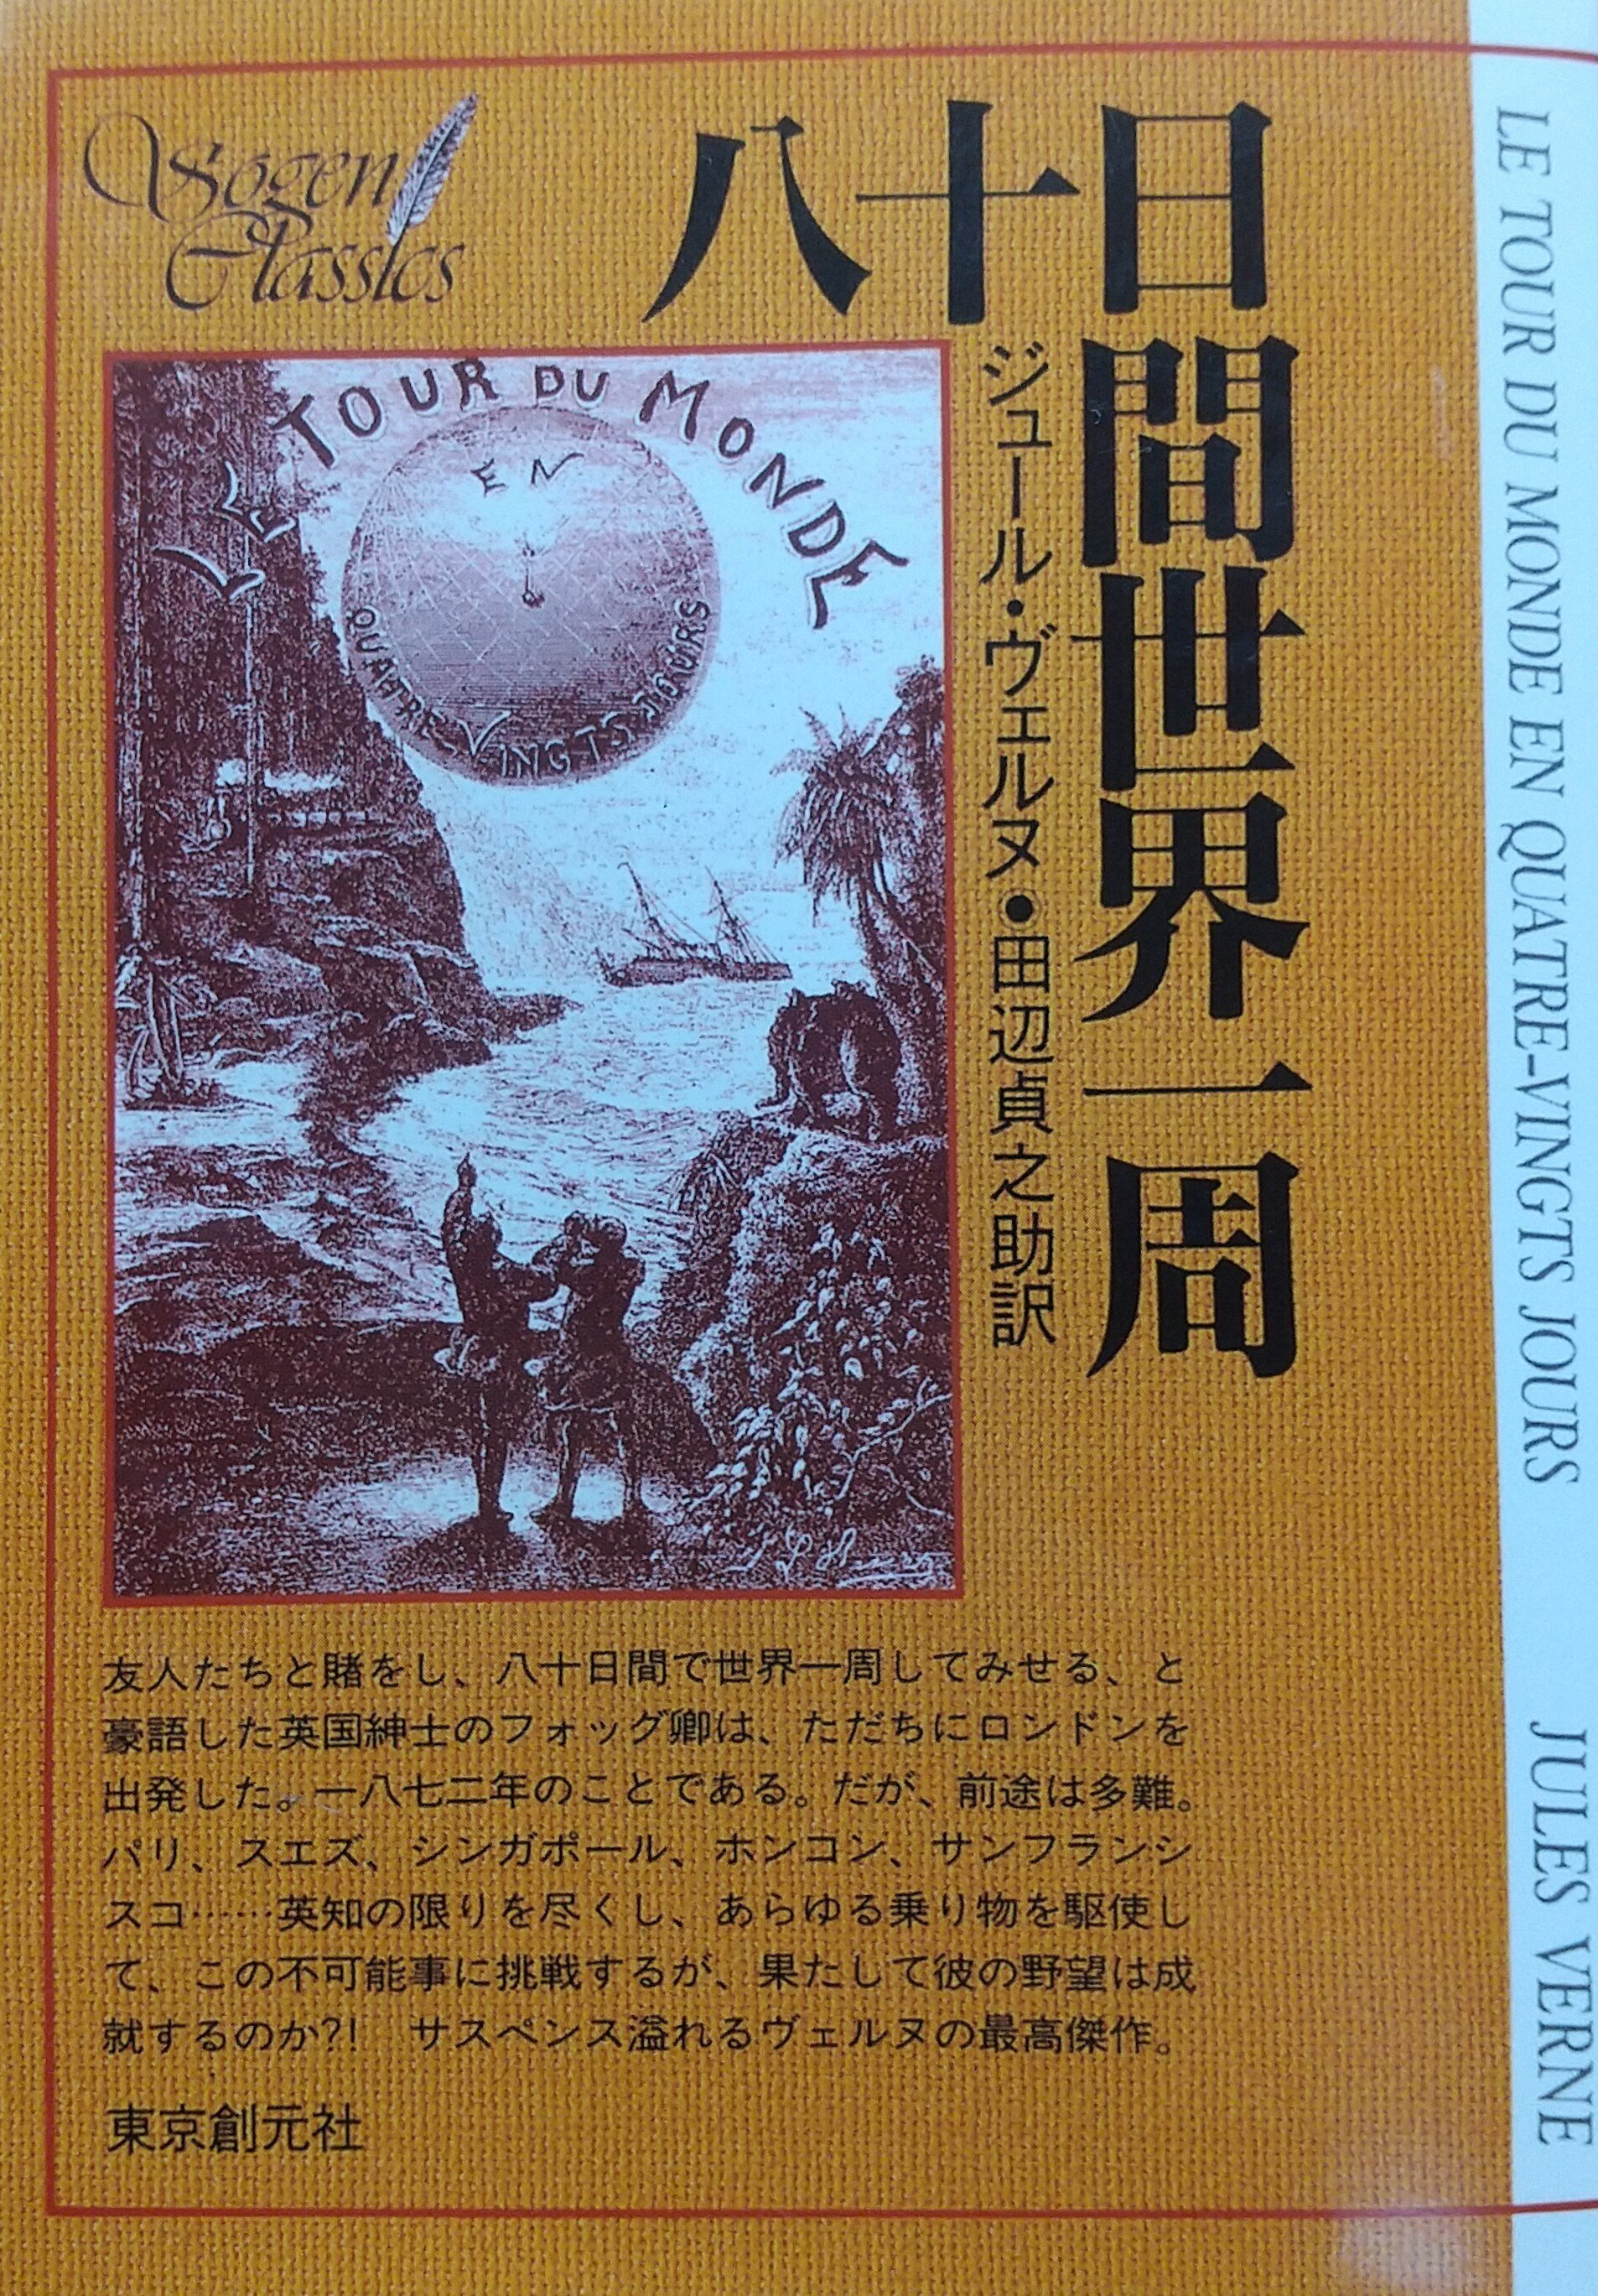 Sogen
Classics
八十日
間世界一周
ジュール・ヴェルヌ●田辺貞之助訳
LE TOUR DU MONDE
EN
QUATRE-VINGTS JOURS
友人たちと賭をし、八十日間で世界一周してみせる、と
豪語した英国紳士のフォッグ卿は、ただちにロンドンを
出発した。一八七二年のことである。だが、前途は多難。
パリ、スエズ、シンガポール、ホンコン、サンフランシ
スコ……英知の限りを尽くし、あらゆる乗り物を駆使し
て、この不可能事に挑戦するが、果たして彼の野望は成
就するのか?!　サスペンス溢れるヴェルヌの最高傑作。
東京創元社
LE TOUR DU MONDE EN QUATRE-VINGTS JOURS JULES VERNE